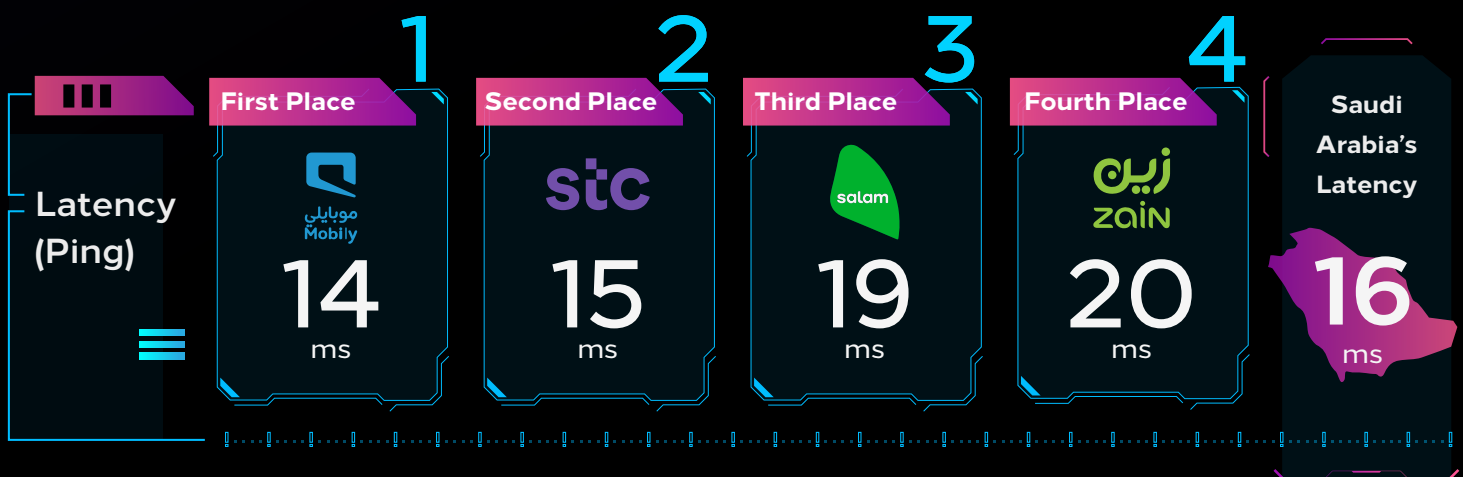 Latency
(Ping)
1
First Place
موبايلي
Mobily
14
ms
2
Second Place
stc
15
ms
3
Third Place
salam
19
ms
4
Fourth Place
زين
zain
20
ms
Saudi
Arabia's
Latency
16
ms